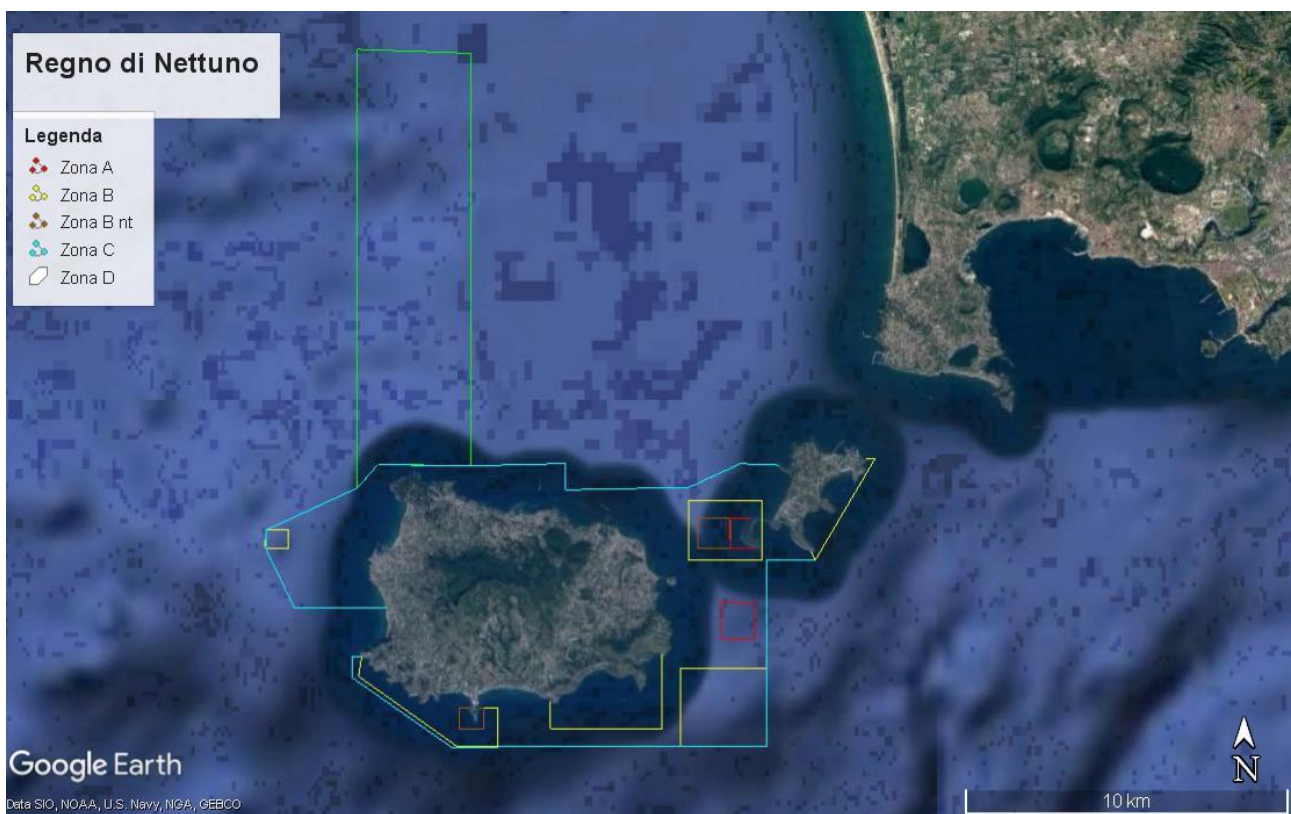 Regno di Nettuno
Legenda
Zona A
Zona B
Zona B nt
Zona C
Zona D
Google Earth
Data SIO, NOAA, U.S. Navy, NGA, GEBCO
N
10 km